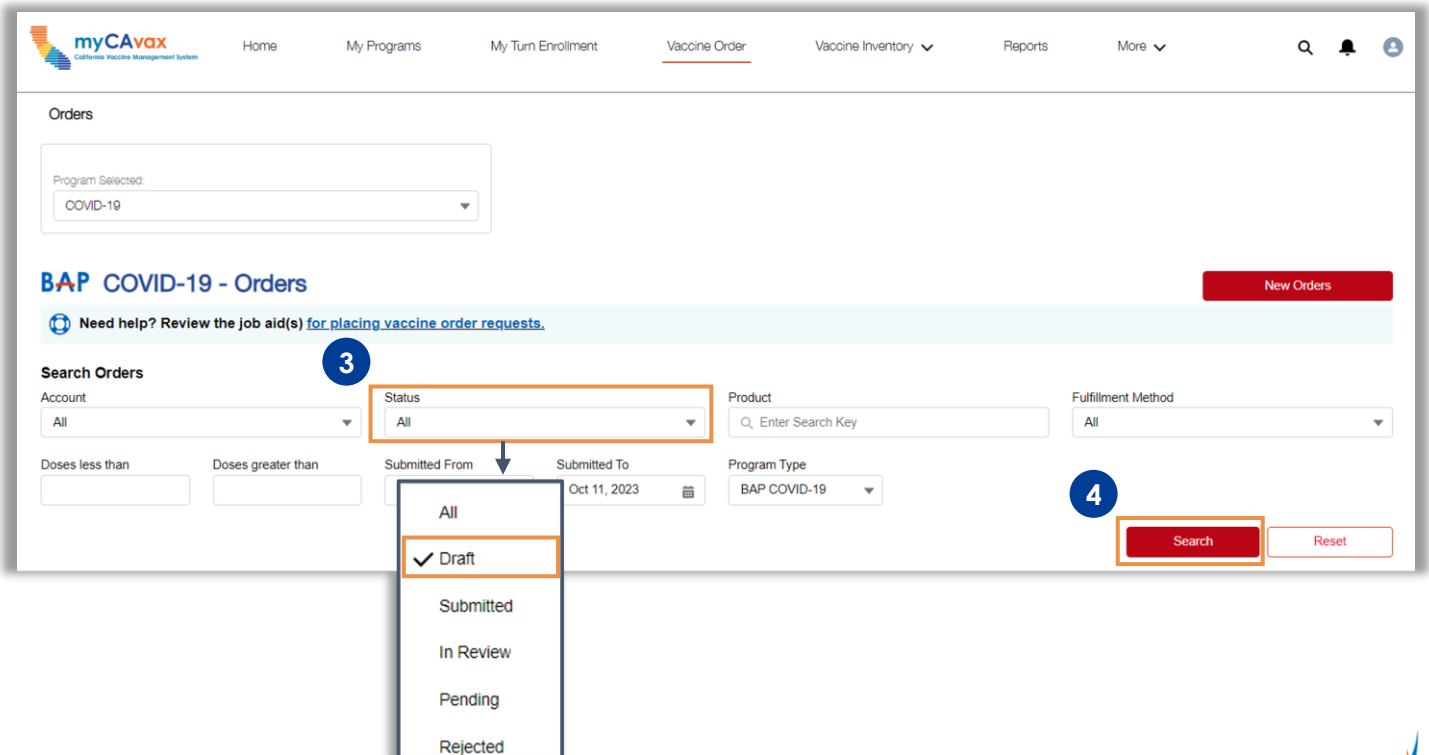 myCAvax
California Vaccine Management System
Home My Programs My Turn Enrollment Vaccine Order Vaccine Inventory Reports More
Orders
Program Selected:
COVID-19
BAP COVID-19 - Orders
New Orders
Need help? Review the job aid(s) for placing vaccine order requests.
3
Search Orders
Account Status Product Fulfillment Method
All All Enter Search Key All
Doses less than Doses greater than Submitted From Submitted To Program Type
Oct 11, 2023 BAP COVID-19
4
Search Reset
All
Draft
Submitted
In Review
Pending
Rejected